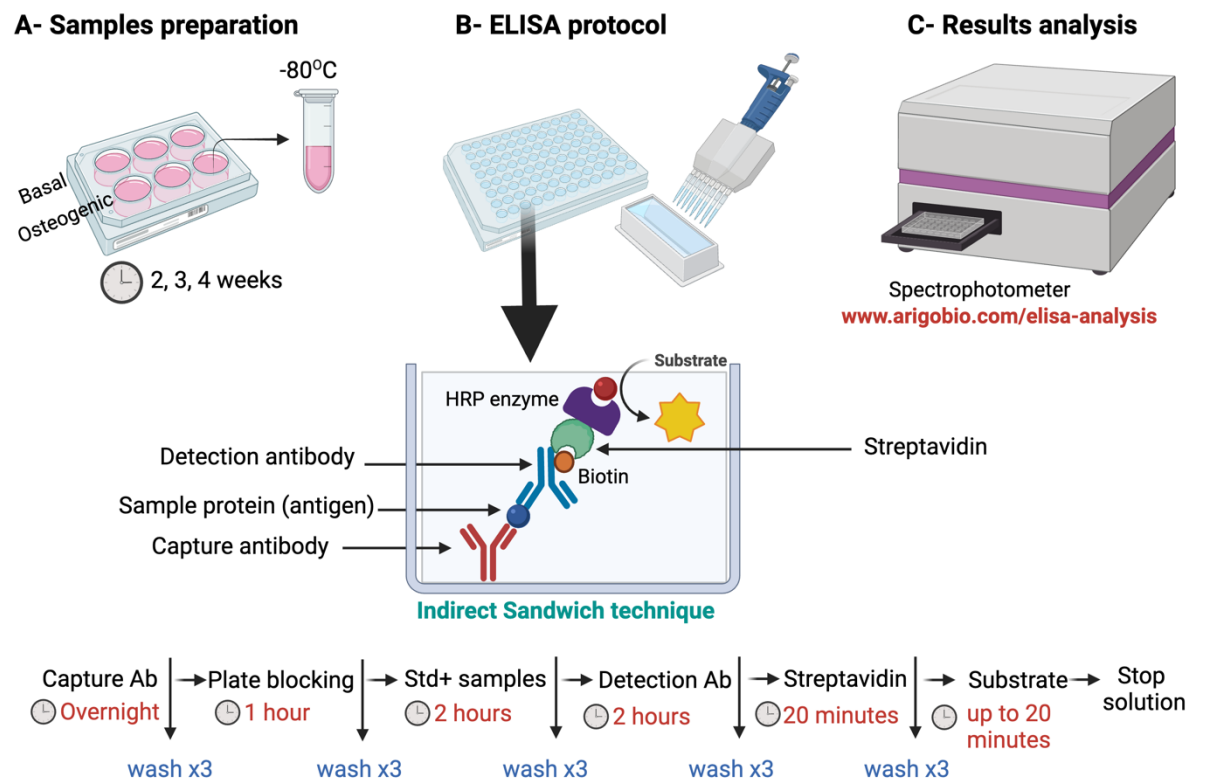 A- Samples preparation
B- ELISA protocol
C- Results analysis
-80°C
Basal
Osteogenic
2, 3, 4 weeks
Spectrophotometer
www.arigobio.com/elisa-analysis
Substrate
HRP enzyme
Detection antibody
Streptavidin
Biotin
Sample protein (antigen)
Capture antibody
Indirect Sandwich technique
Capture Ab
Overnight
Plate blocking
1 hour
Std+ samples
2 hours
Detection Ab
2 hours
Streptavidin
20 minutes
Substrate
up to 20
minutes
Stop
solution
wash x3
wash x3
wash x3
wash x3
wash x3